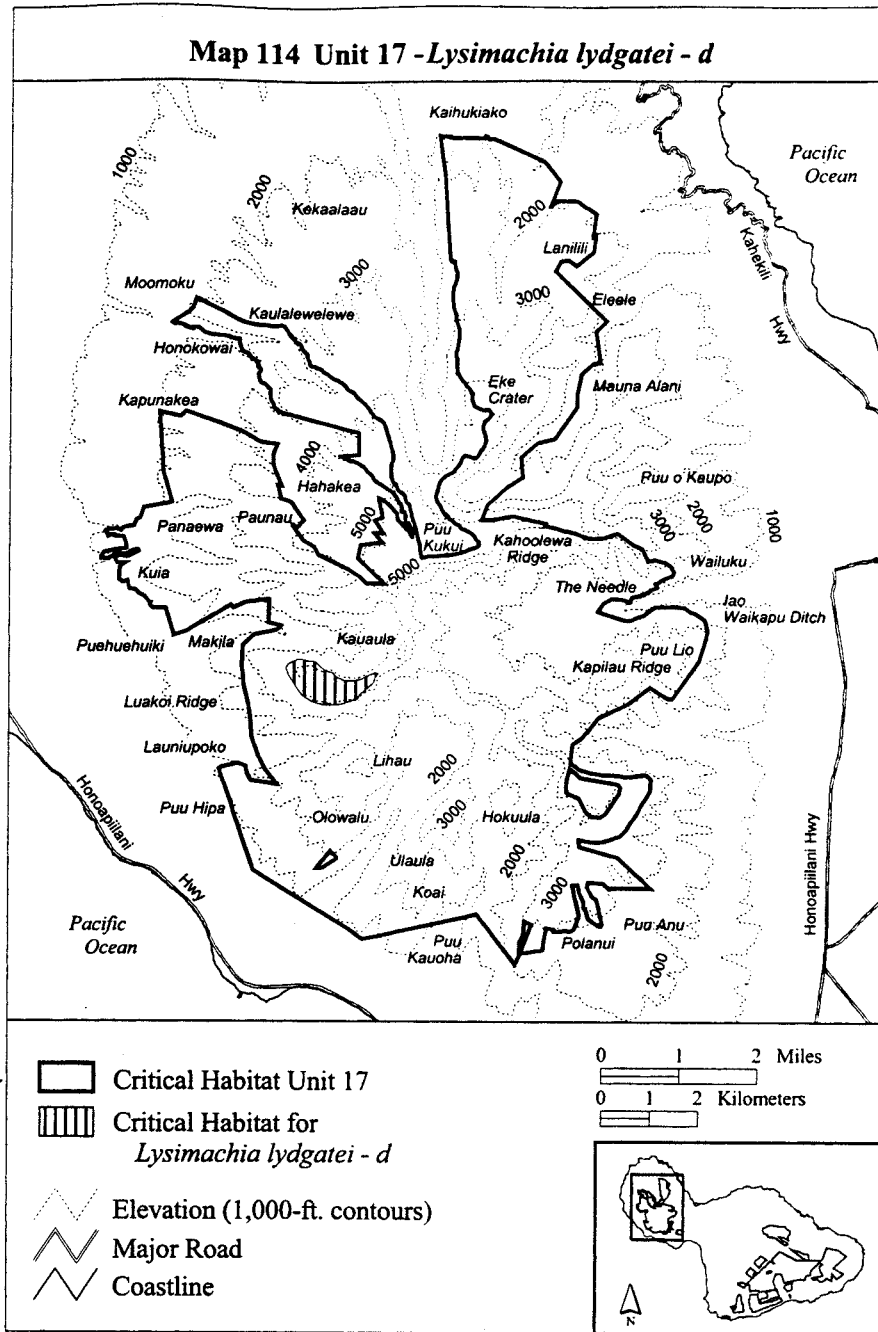 Map 114 Unit 17 - Lysimachia lydgatei - d
Kaihukiako
Pacific
Ocean
1000
2000
Kekaalaau
2000
Lanilili
Kahekili
Hwy
3000
3000
Moomoku
Kaulalewelewe
Eleele
Honokowai
Eke
Crater
Mauna Alani
Kapunakea
4000
Hahakea
Puu o Kaupo
3000
2000
1000
Panaewa
Paunau
5000
Puu
Kukui
Kahoolewa
Ridge
Wailuku
5000
Kuia
The Needle
Iao
Waikapu Ditch
Puehuehuiki
Makila
Kauaula
Puu Lio
Kapilau Ridge
Luakoi Ridge
Launiupoko
Lihau
2000
Puu Hipa
Olowalu
3000
Hokuula
Honoapiilani
Hwy
Ulaula
2000
Honoapiilani Hwy
Koai
3000
Pacific
Ocean
Puu
Kauoha
Polanui
Puu Anu
2000
Critical Habitat Unit 17
Critical Habitat for
Lysimachia lydgatei - d
Elevation (1,000-ft. contours)
Major Road
Coastline
0 1 2 Miles
0 1 2 Kilometers
N